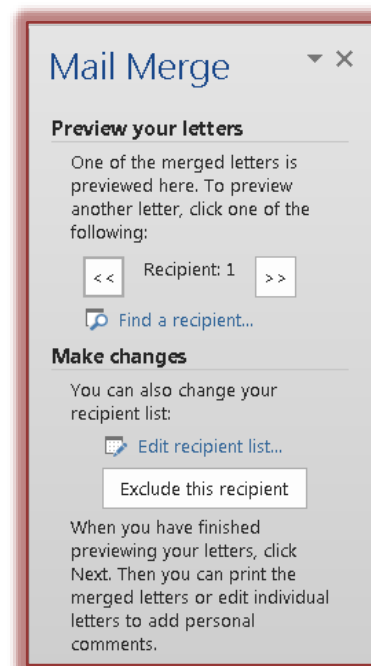 Mail Merge
Preview your letters
One of the merged letters is
previewed here. To preview
another letter, click one of the
following:
<< Recipient: 1 >>
Find a recipient...
Make changes
You can also change your
recipient list:
Edit recipient list...
Exclude this recipient
When you have finished
previewing your letters, click
Next. Then you can print the
merged letters or edit individual
letters to add personal
comments.